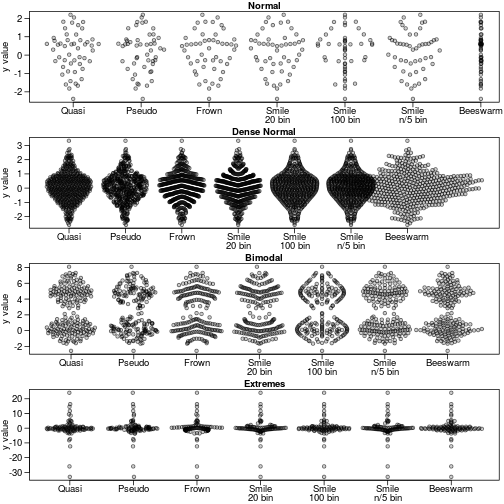 Normal
y value
2
1
0
-1
-2
Quasi Pseudo Frown Smile Smile Smile Beeswarm
20 bin 100 bin n/5 bin
Dense Normal
y value
3
2
1
0
-1
-2
Quasi Pseudo Frown Smile Smile Smile Beeswarm
20 bin 100 bin n/5 bin
Bimodal
y value
8
6
4
2
0
-2
Quasi Pseudo Frown Smile Smile Smile Beeswarm
20 bin 100 bin n/5 bin
Extremes
y value
20
10
0
-10
-20
-30
Quasi Pseudo Frown Smile Smile Smile Beeswarm
20 bin 100 bin n/5 bin